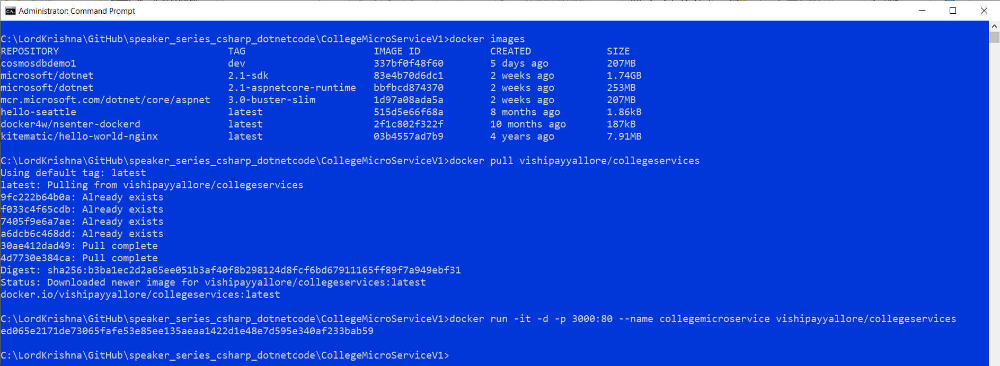 Administrator: Command Prompt
C:\LordKrishna\GitHub\speaker_series_csharp_dotnetcode\CollegeMicroServiceV1>docker images
REPOSITORY TAG IMAGE ID CREATED SIZE
cosmosdbdemo1 dev 337bf0f48f60 5 days ago 207MB
microsoft/dotnet 2.1-sdk 83e4b70d6dc1 2 weeks ago 1.74GB
microsoft/dotnet 2.1-aspnetcore-runtime bbfbcd874370 2 weeks ago 253MB
mcr.microsoft.com/dotnet/core/aspnet 3.0-buster-slim 1d97a08ada5a 2 weeks ago 207MB
hello-seattle latest 515d5e66f68a 8 months ago 1.86kB
docker4w/nsenter-dockerd latest 2f1c802f322f 10 months ago 187kB
kitematic/hello-world-nginx latest 03b4557ad7b9 4 years ago 7.91MB
C:\LordKrishna\GitHub\speaker_series_csharp_dotnetcode\CollegeMicroServiceV1>docker pull vishipayyallore/collegeservices
Using default tag: latest
latest: Pulling from vishipayyallore/collegeservices
9fc222b64b0a: Already exists
f033c4f65cdb: Already exists
7405f9e6a7ae: Already exists
a6dcb6c468dd: Already exists
30ae412dad49: Pull complete
4d7730e384ca: Pull complete
Digest: sha256:b3ba1ec2d2a65ee051b3af40f8b298124d8fcf6bd67911165ff89f7a949ebf31
Status: Downloaded newer image for vishipayyallore/collegeservices:latest
docker.io/vishipayyallore/collegeservices:latest
C:\LordKrishna\GitHub\speaker_series_csharp_dotnetcode\CollegeMicroServiceV1>docker run -it -d -p 3000:80 --name collegemicroservice vishipayyallore/collegeservices
ed065e2171de73065fafe53e85ee135aeaa1422d1e48e7d595e340af233bab59
C:\LordKrishna\GitHub\speaker_series_csharp_dotnetcode\CollegeMicroServiceV1>